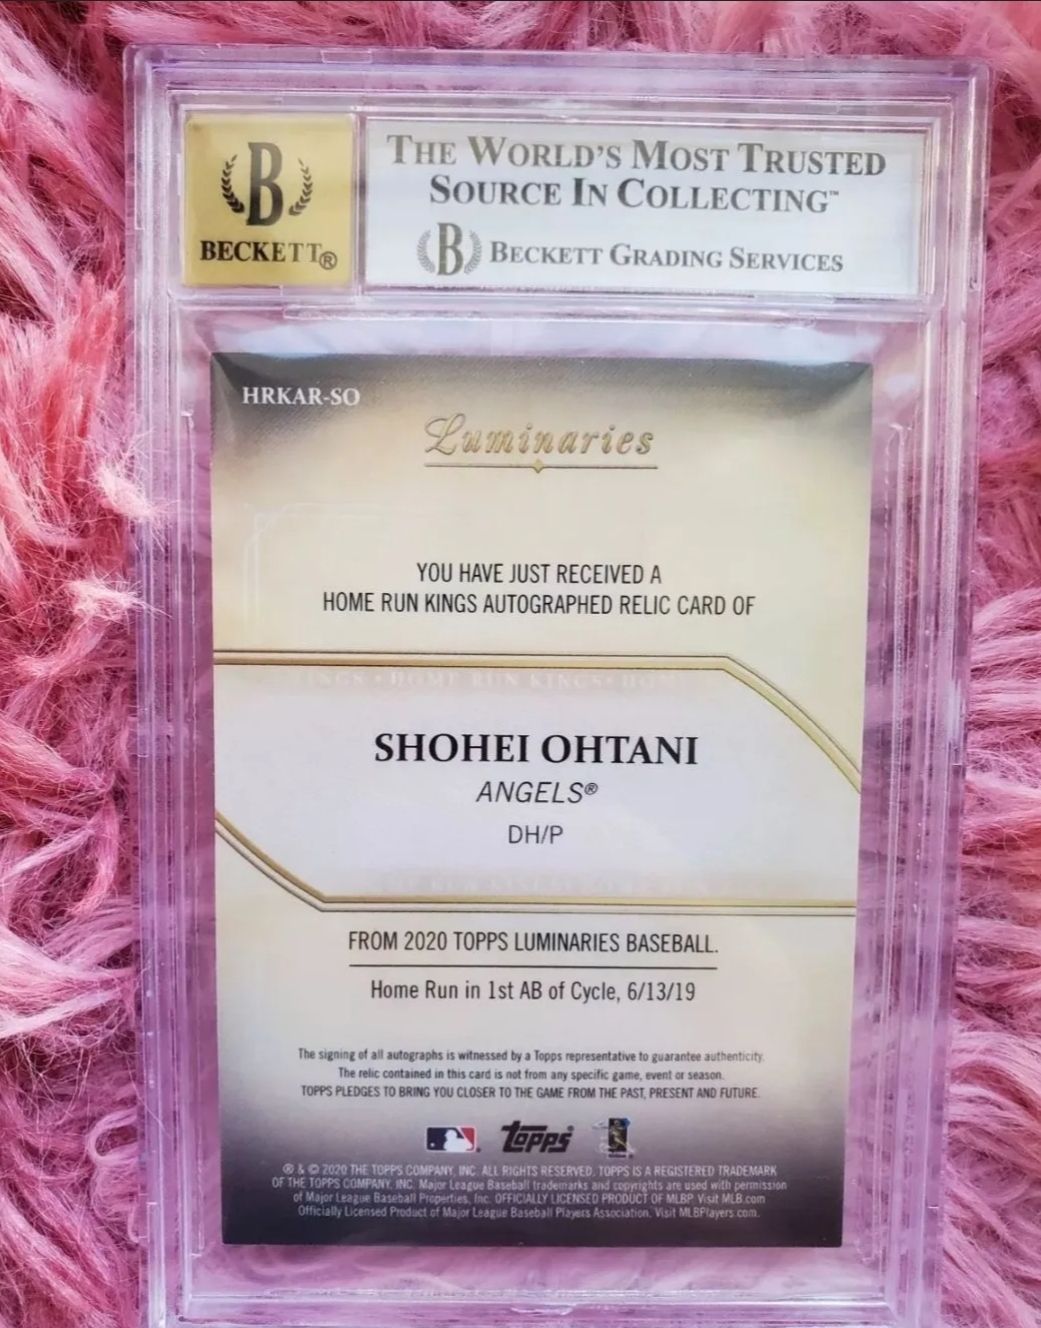 B
BECKETT®
THE WORLD'S MOST TRUSTED
SOURCE IN COLLECTING™
B BECKETT GRADING SERVICES
HRKAR-SO
Luminaries
YOU HAVE JUST RECEIVED A
HOME RUN KINGS AUTOGRAPHED RELIC CARD OF
INGS • HOME RUN KINGS • HOM
SHOHEI OHTANI
ANGELS®
DH/P
FROM 2020 TOPPS LUMINARIES BASEBALL.
Home Run in 1st AB of Cycle, 6/13/19
The signing of all autographs is witnessed by a Topps representative to guarantee authenticity.
The relic contained in this card is not from any specific game, event or season.
TOPPS PLEDGES TO BRING YOU CLOSER TO THE GAME FROM THE PAST, PRESENT AND FUTURE.
Topps
® & © 2020 THE TOPPS COMPANY, INC. ALL RIGHTS RESERVED. TOPPS IS A REGISTERED TRADEMARK
OF THE TOPPS COMPANY, INC. Major League Baseball trademarks and copyrights are used with permission
of Major League Baseball Properties, Inc. OFFICIALLY LICENSED PRODUCT OF MLBP Visit MLB.com
Officially Licensed Product of Major League Baseball Players Association. Visit MLBPlayers.com.